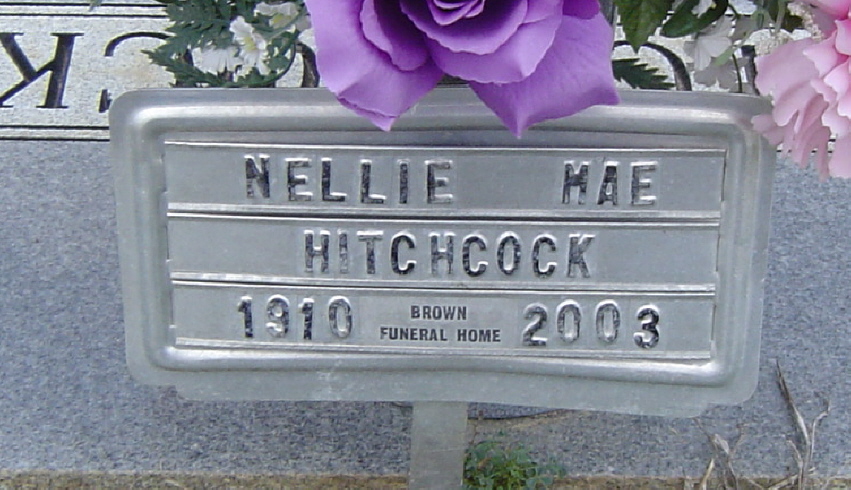 NELLIE MAE
HITCHCOCK
1910 BROWN FUNERAL HOME 2003